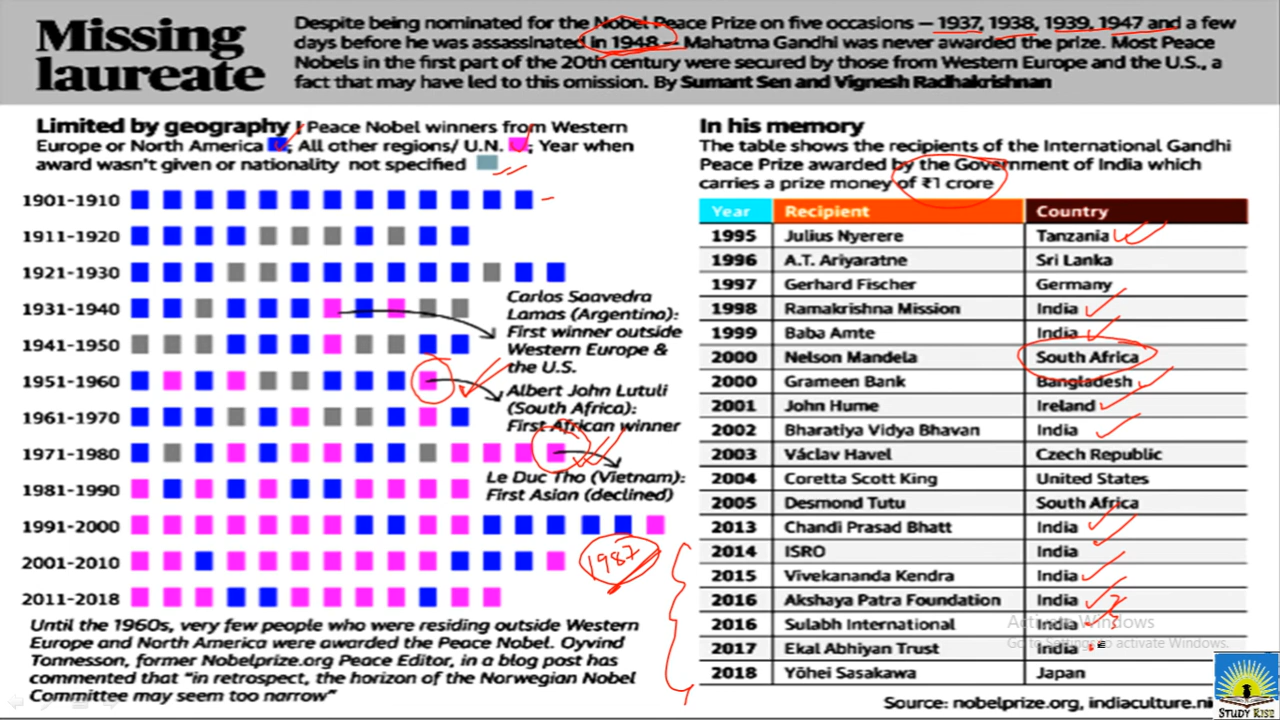 Missing
laureate
Despite being nominated for the Nobel Peace Prize on five occasions — 1937, 1938, 1939, 1947 and a few
days before he was assassinated in 1948 — Mahatma Gandhi was never awarded the prize. Most Peace
Nobels in the first part of the 20th century were secured by those from Western Europe and the U.S., a
fact that may have led to this omission. By Sumant Sen and Vignesh Radhakrishnan
Limited by geography | Peace Nobel winners from Western
Europe or North America ; All other regions/ U.N. ; Year when
award wasn't given or nationality not specified
1901-1910
1911-1920
1921-1930
1931-1940
1941-1950
1951-1960
1961-1970
1971-1980
1981-1990
1991-2000
2001-2010
2011-2018
Carlos Saavedra
Lamas (Argentina):
First winner outside
Western Europe &
the U.S.
Albert John Lutuli
(South Africa):
First African winner
Le Duc Tho (Vietnam):
First Asian (declined)
1987
Until the 1960s, very few people who were residing outside Western
Europe and North America were awarded the Peace Nobel. Oyvind
Tonnesson, former Nobelprize.org Peace Editor, in a blog post has
commented that "in retrospect, the horizon of the Norwegian Nobel
Committee may seem too narrow"
In his memory
The table shows the recipients of the International Gandhi
Peace Prize awarded by the Government of India which
carries a prize money of ₹1 crore
Year Recipient Country
1995 Julius Nyerere Tanzania
1996 A.T. Ariyaratne Sri Lanka
1997 Gerhard Fischer Germany
1998 Ramakrishna Mission India
1999 Baba Amte India
2000 Nelson Mandela South Africa
2000 Grameen Bank Bangladesh
2001 John Hume Ireland
2002 Bharatiya Vidya Bhavan India
2003 Václav Havel Czech Republic
2004 Coretta Scott King United States
2005 Desmond Tutu South Africa
2013 Chandi Prasad Bhatt India
2014 ISRO India
2015 Vivekananda Kendra India
2016 Akshaya Patra Foundation India
2016 Sulabh International India
2017 Ekal Abhiyan Trust India
2018 Yōhei Sasakawa Japan
Activate Windows
Go to Settings to activate Windows.
Source: nobelprize.org, indiaculture.ni
STUDY RISE